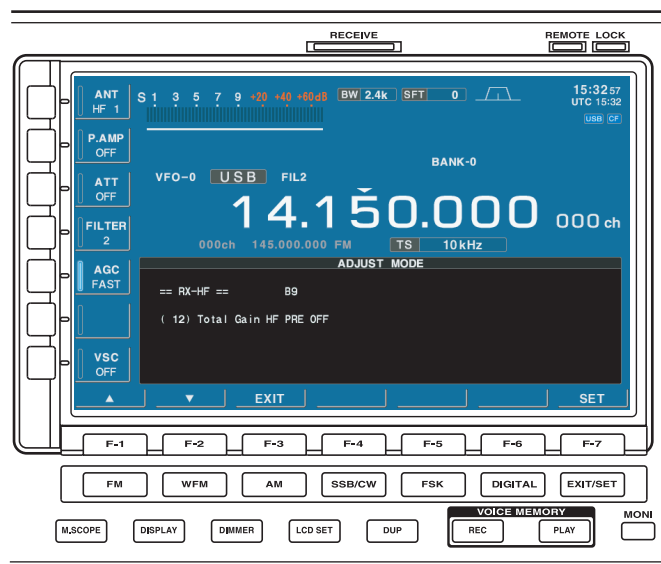 RECEIVE
REMOTE LOCK
ANT
HF 1
S 1 3 5 7 9 +20 +40 +60dB
BW 2.4k
SFT 0
15:32 57
UTC 15:32
USB CF
P.AMP
OFF
BANK-0
ATT
OFF
VFO-0 USB FIL2
14.150.000
000 ch
FILTER
2
000ch 145.000.000 FM
TS 10kHz
AGC
FAST
ADJUST MODE
== RX-HF == B9
( 12) Total Gain HF PRE OFF
VSC
OFF
▲ ▼ EXIT SET
F-1 F-2 F-3 F-4 F-5 F-6 F-7
FM WFM AM SSB/CW FSK DIGITAL EXIT/SET
VOICE MEMORY
MONI
M.SCOPE DISPLAY DIMMER LCD SET DUP REC PLAY